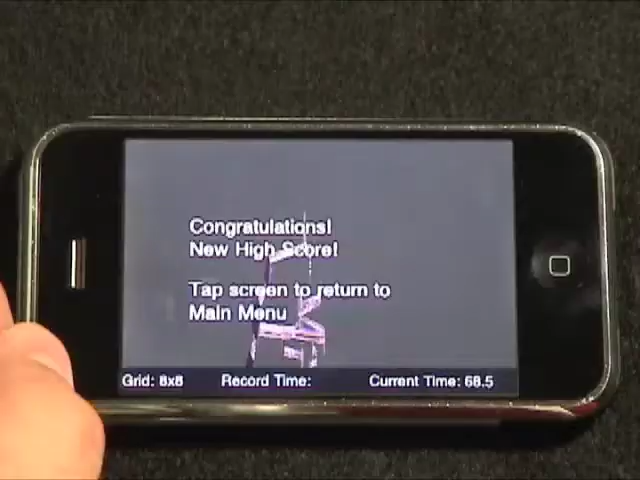 Congratulations!
New High Score!
Tap screen to return to
Main Menu
Grid: 8x8 Record Time: Current Time: 68.5